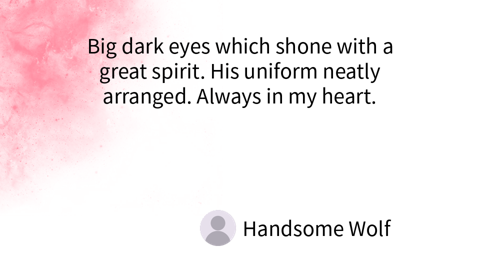 Big dark eyes which shone with a
great spirit. His uniform neatly
arranged. Always in my heart.
Handsome Wolf